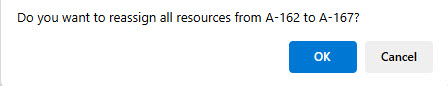 Do you want to reassign all resources from A-162 to A-167?
OK
Cancel